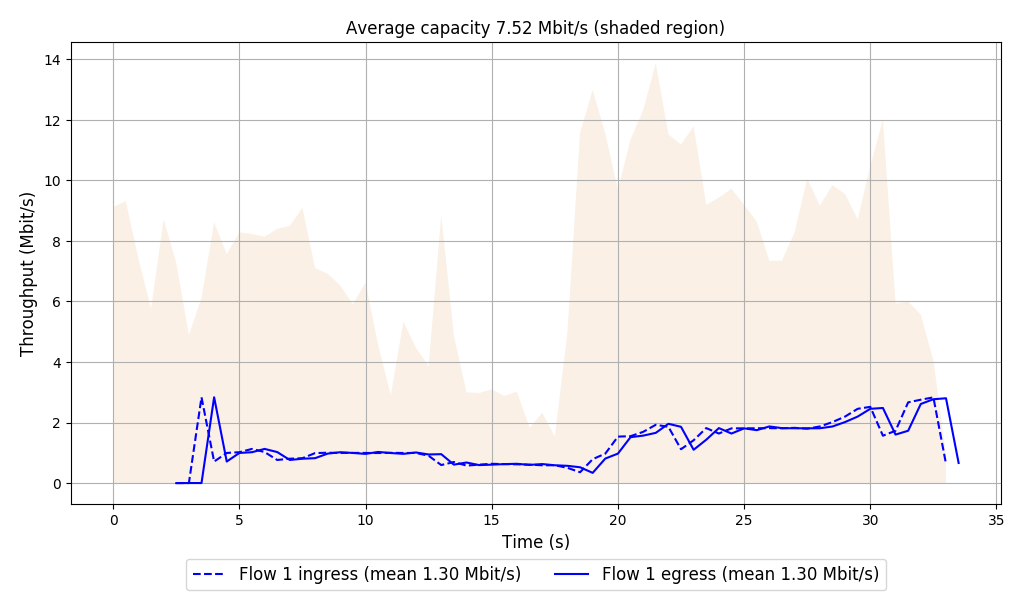 Average capacity 7.52 Mbit/s (shaded region)
14
12
10
8
6
4
2
0
Throughput (Mbit/s)
0 5 10 15 20 25 30 35
Time (s)
Flow 1 ingress (mean 1.30 Mbit/s) Flow 1 egress (mean 1.30 Mbit/s)